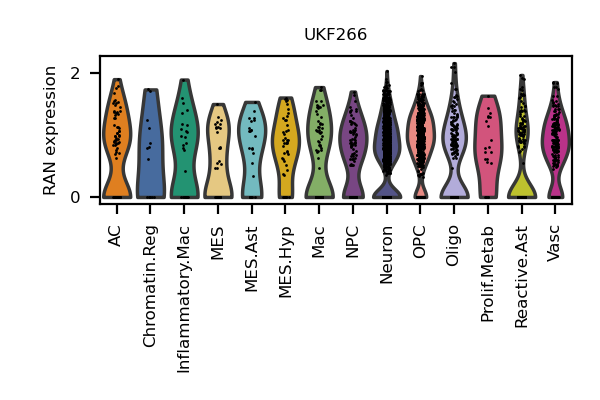 UKF266
RAN expression
2
0
AC
Chromatin.Reg
Inflammatory.Mac
MES
MES.Ast
MES.Hyp
Mac
NPC
Neuron
OPC
Oligo
Prolif.Metab
Reactive.Ast
Vasc